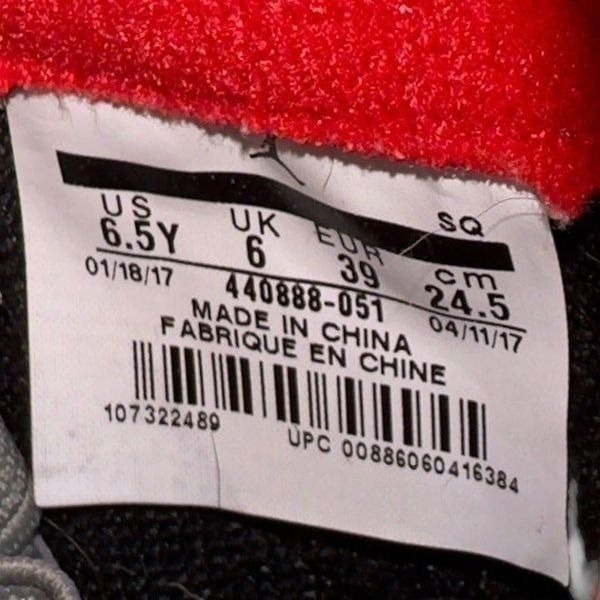 SQ
US UK EUR cm
6.5Y 6 39 24.5
01/18/17 440888-051 04/11/17
MADE IN CHINA
FABRIQUE EN CHINE
107322489 UPC 00886060416384